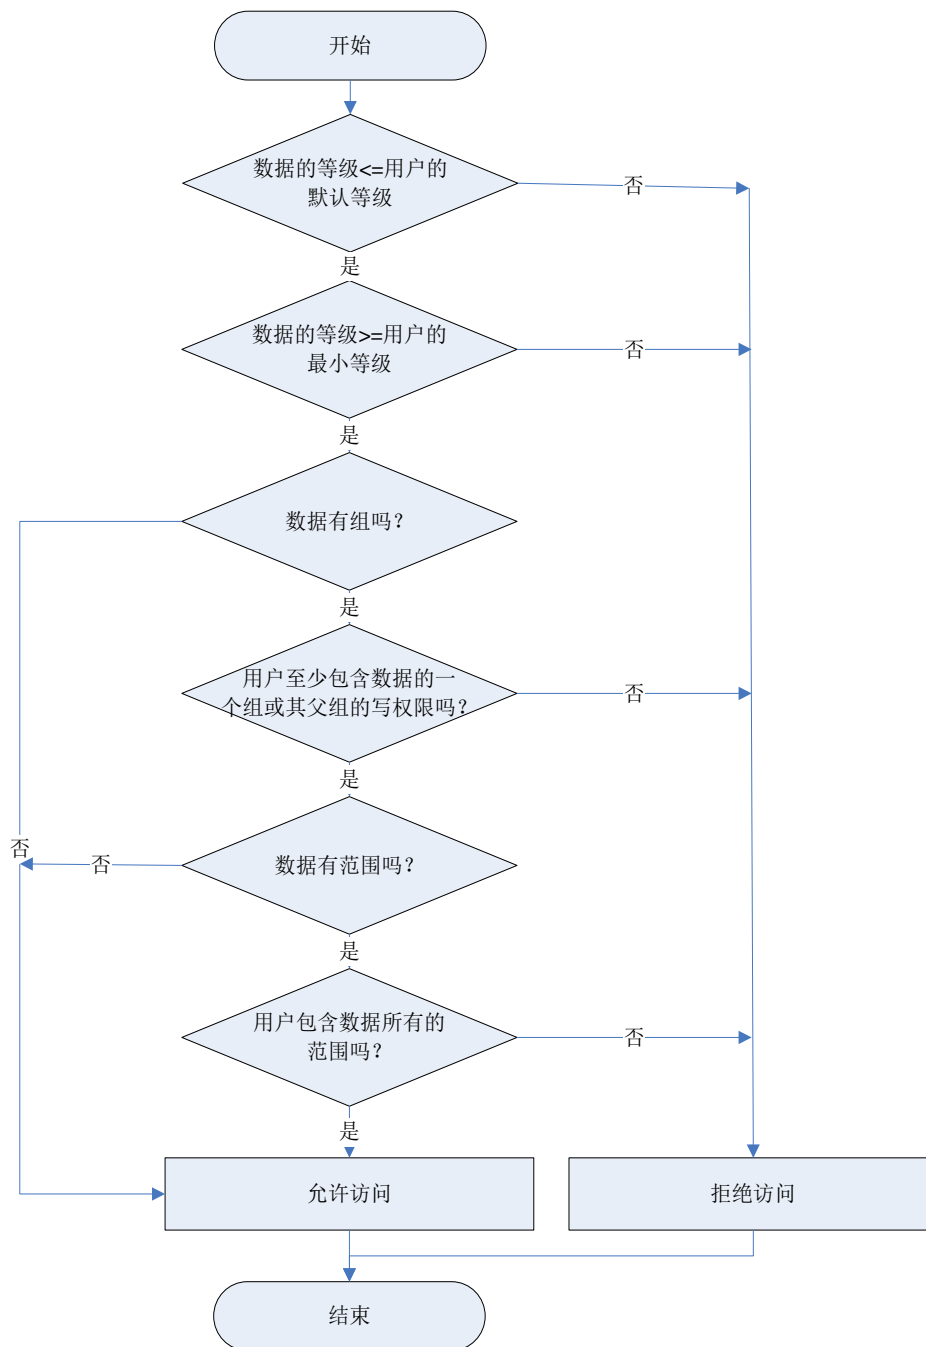 开始
数据的等级<=用户的
默认等级
否
是
数据的等级>=用户的
最小等级
否
是
数据有组吗？
是
用户至少包含数据的一
个组或其父组的写权限吗？
否
是
否
数据有范围吗？
否
是
用户包含数据所有的
范围吗？
否
是
允许访问
拒绝访问
结束